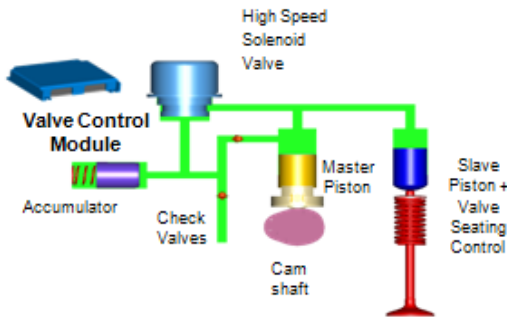 High Speed
Solenoid
Valve
Valve Control
Module
Accumulator
Check
Valves
Master
Piston
Cam
shaft
Slave
Piston +
Valve
Seating
Control